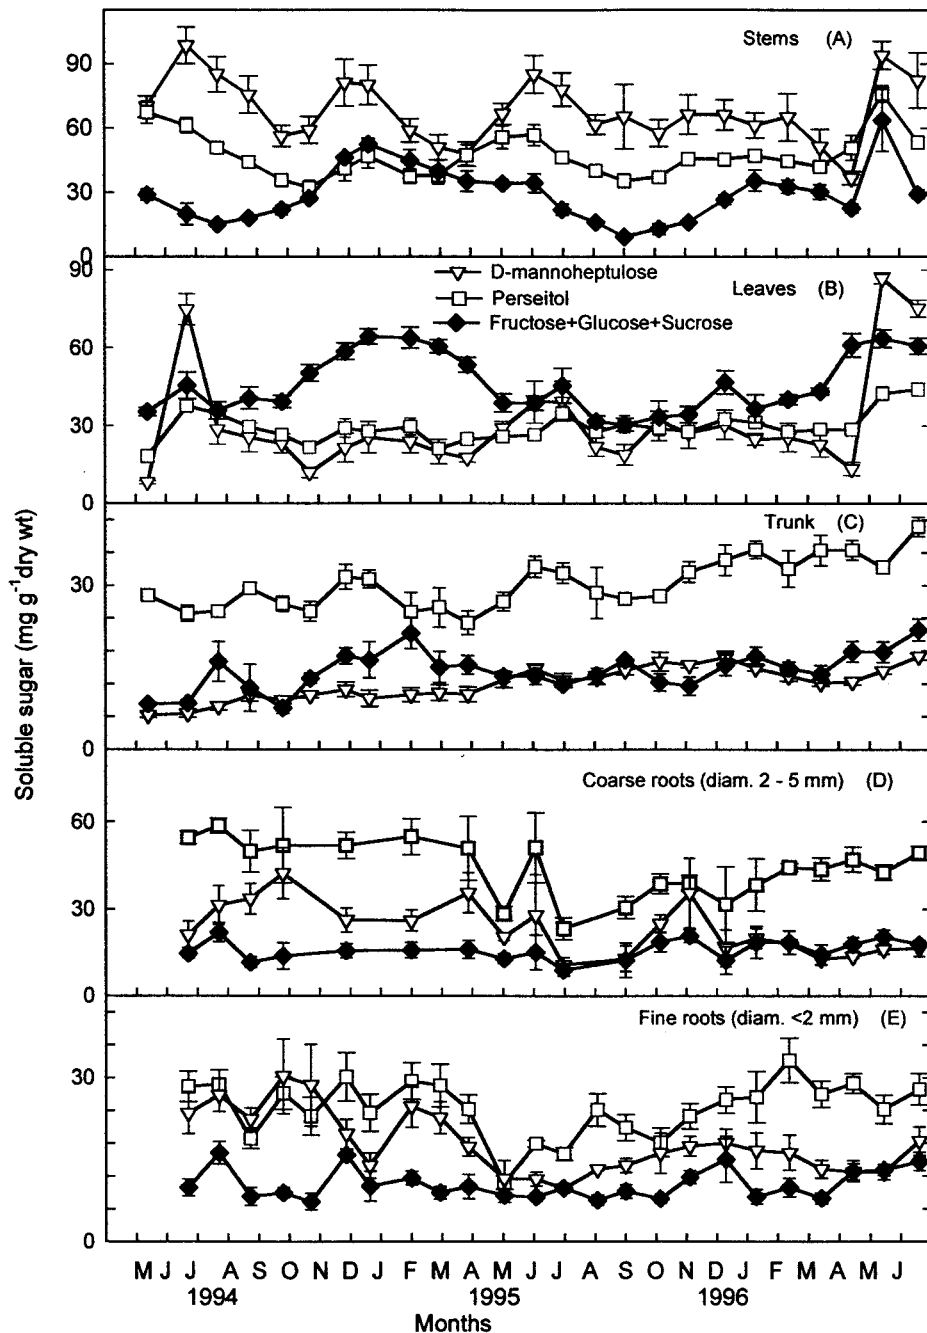 Stems (A)
90
60
30
0
D-mannoheptulose
Perseitol
Fructose+Glucose+Sucrose
Leaves (B)
90
60
30
0
Trunk (C)
30
0
Coarse roots (diam. 2 - 5 mm) (D)
60
30
0
Fine roots (diam. <2 mm) (E)
30
0
Soluble sugar (mg g-1dry wt)
M J J A S O N D J F M A M J J A S O N D J F M A M J
1994 1995 1996
Months